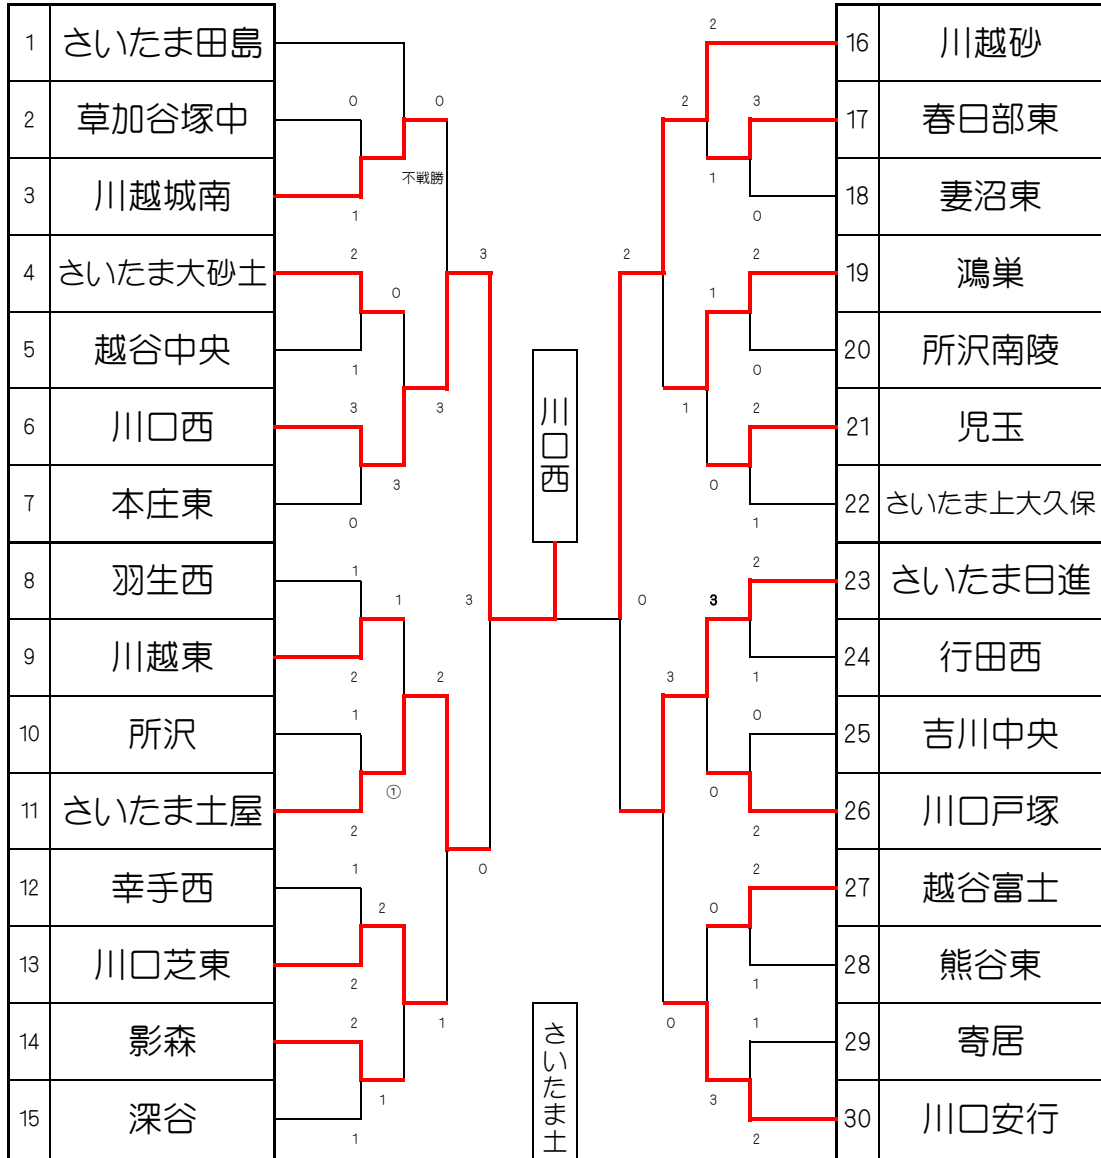 1 さいたま田島
2 草加谷塚中
3 川越城南
4 さいたま大砂土
5 越谷中央
6 川口西
7 本庄東
8 羽生西
9 川越東
10 所沢
11 さいたま土屋
12 幸手西
13 川口芝東
14 影森
15 深谷
0
1
不戦勝
0
2
1
0
3
0
3
3
3
1
2
1
1
2
①
2
1
2
2
2
1
1
1
0
3
川口西
さいたま土
2
2
3
1
0
2
2
0
1
1
2
1
0
0
3
2
1
3
0
2
0
2
1
0
1
2
3
0
16 川越砂
17 春日部東
18 妻沼東
19 鴻巣
20 所沢南陵
21 児玉
22 さいたま上大久保
23 さいたま日進
24 行田西
25 吉川中央
26 川口戸塚
27 越谷富士
28 熊谷東
29 寄居
30 川口安行